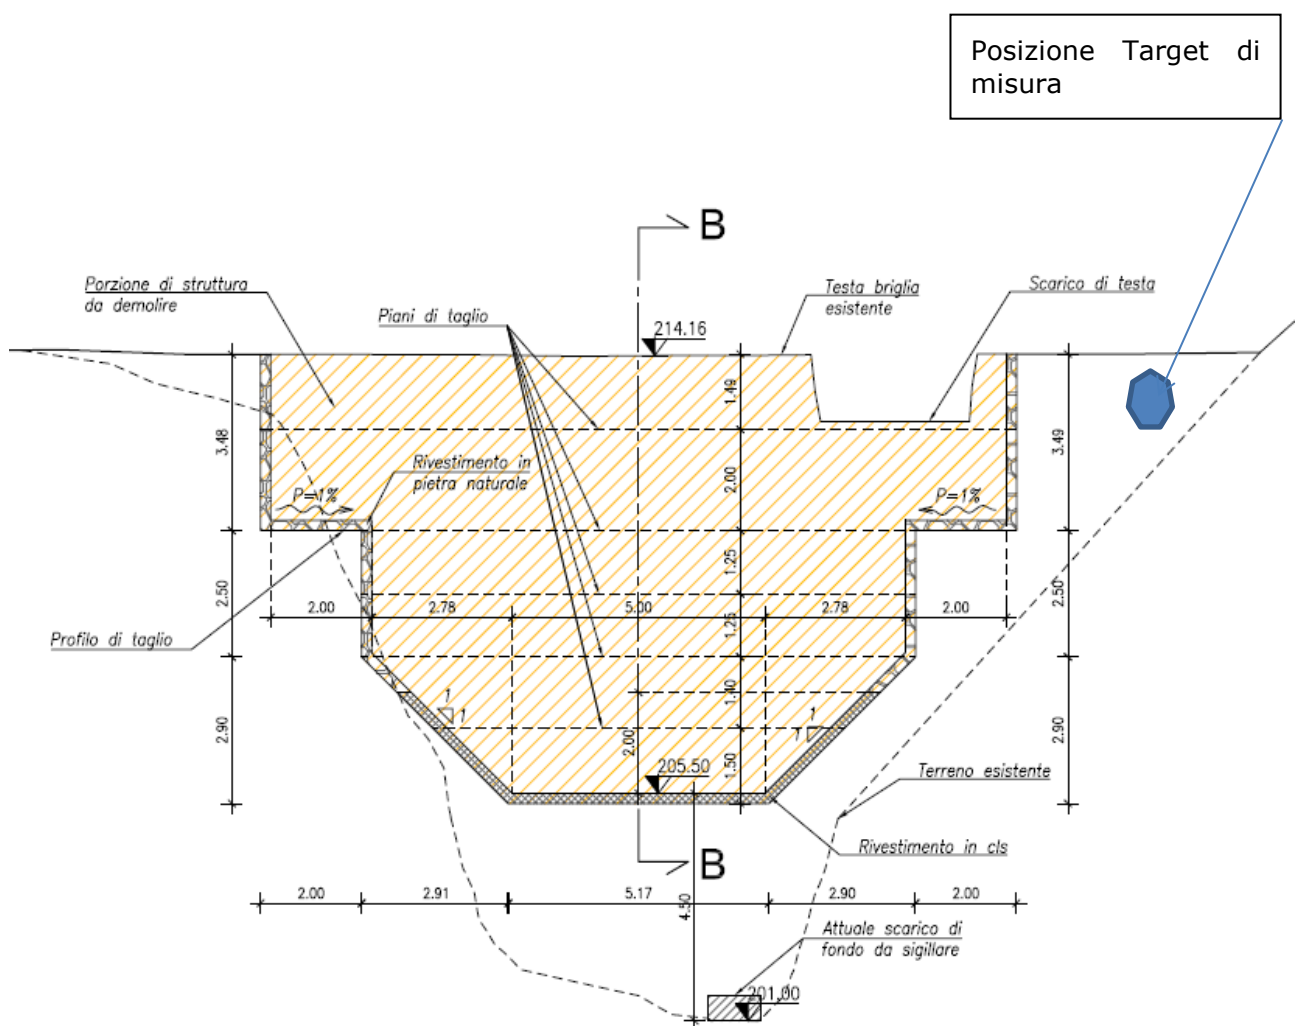 Posizione Target di
misura
B
Porzione di struttura
da demolire
Piani di taglio
Testa briglia
esistente
Scarico di testa
214.16
1.49
3.48
3.49
Rivestimento in
pietra naturale
2.00
P=1%
P=1%
1.25
2.50
2.50
2.00
2.78
5.00
2.78
2.00
1.25
Profilo di taglio
1.40
1
1
1
1
2.90
2.00
2.90
205.50
1.50
Terreno esistente
Rivestimento in cls
B
2.00
2.91
5.17
2.90
2.00
4.50
Attuale scarico di
fondo da sigillare
201.00